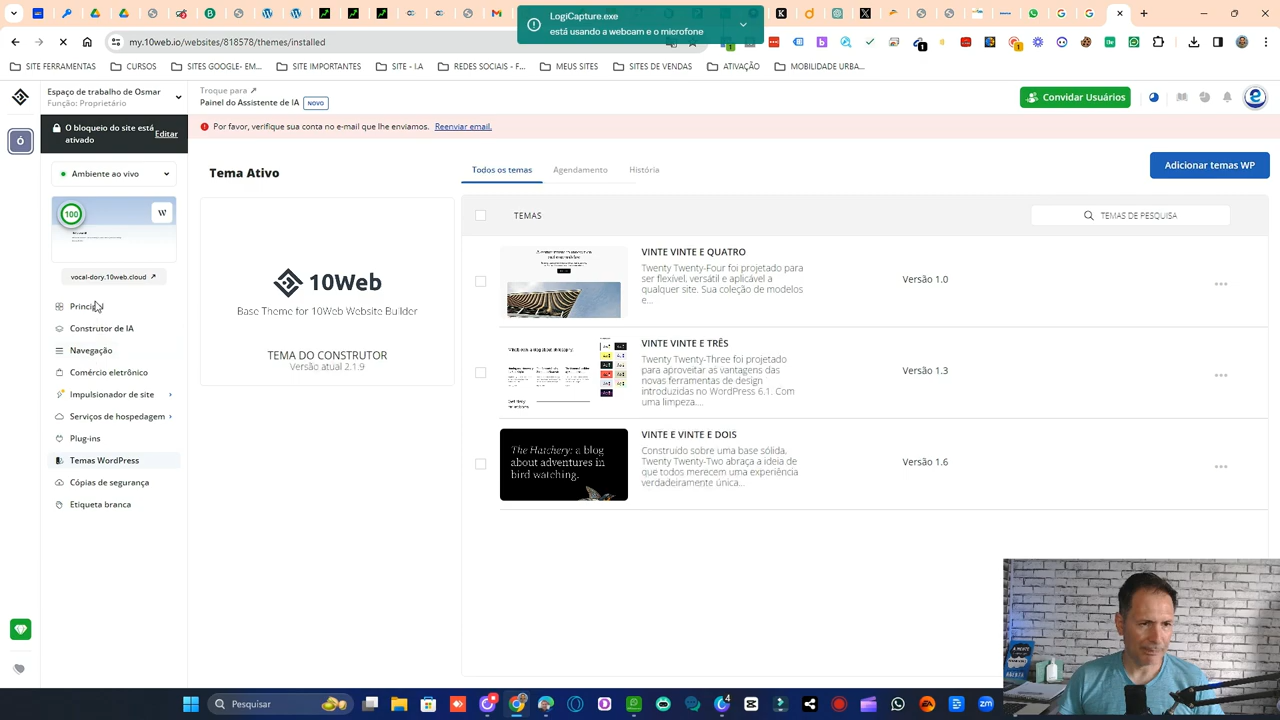 LogiCapture.exe
está usando a webcam e o microfone
my.10web.io/websites/818578/themes/installed
SITE FERRAMENTAS
CURSOS
SITES GOOGLE- EM...
SITE IMPORTANTES
SITE - I.A
REDES SOCIAIS - F...
MEUS SITES
SITES DE VENDAS
ATIVAÇÃO
MOBILIDADE URBA...
Espaço de trabalho de Osmar
Função: Proprietário
Troque para ↗
Painel do Assistente de IA NOVO
Convidar Usuários
Ó
O bloqueio do site está
ativado
Editar
Por favor, verifique sua conta no e-mail que lhe enviamos. Reenviar email.
Ambiente ao vivo
100
W
vocal-dory.10web.cloud ↗
Principal
Construtor de IA
Navegação
Comércio eletrônico
Impulsionador de site
Serviços de hospedagem
Plug-ins
Temas WordPress
Cópias de segurança
Etiqueta branca
Tema Ativo
10Web
Base Theme for 10Web Website Builder
TEMA DO CONSTRUTOR
Versão atual.2.1.9
Todos os temas
Agendamento
História
Adicionar temas WP
TEMAS
TEMAS DE PESQUISA
VINTE VINTE E QUATRO
Twenty Twenty-Four foi projetado para
ser flexível, versátil e aplicável a
qualquer site. Sua coleção de modelos
e...
Versão 1.0
VINTE VINTE E TRÊS
Twenty Twenty-Three foi projetado
para aproveitar as vantagens das
novas ferramentas de design
introduzidas no WordPress 6.1. Com
uma limpeza....
Versão 1.3
The Hatchery: a blog
about adventures in
bird watching.
VINTE E VINTE E DOIS
Construído sobre uma base sólida,
Twenty Twenty-Two abraça a ideia de
que todos merecem uma experiência
verdadeiramente única...
Versão 1.6
A MENTE
Pesquisar
4
zm